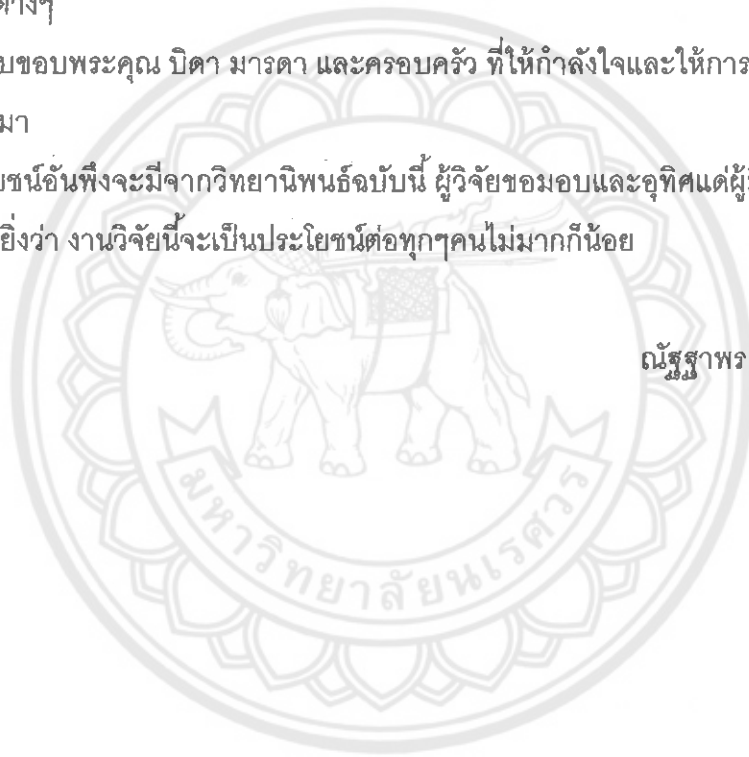 ต่างๆ
บขอบพระคุณ บิดา มารดา และครอบครัว ที่ให้กำลังใจและให้การ
มา
ยชน์อันพึงจะมีจากวิทยานิพนธ์ฉบับนี้ ผู้วิจัยขอมอบและอุทิศแด่ผู้
ยิ่งว่า งานวิจัยนี้จะเป็นประโยชน์ต่อทุกๆคนไม่มากก็น้อย
ณัฐฐาพร
มหาวิทยาลัยนเรศวร